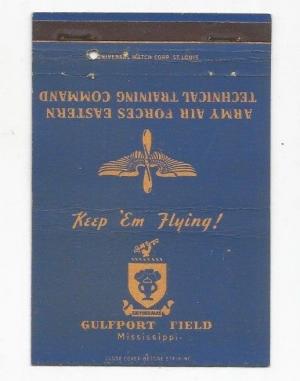 UNIVERSAL MATCH CORP. ST. LOUIS
ARMY AIR FORCES EASTERN
TECHNICAL TRAINING COMMAND
Keep 'Em Flying!
GULFPORT FIELD
Mississippi
CLOSE COVER BEFORE STRIKING